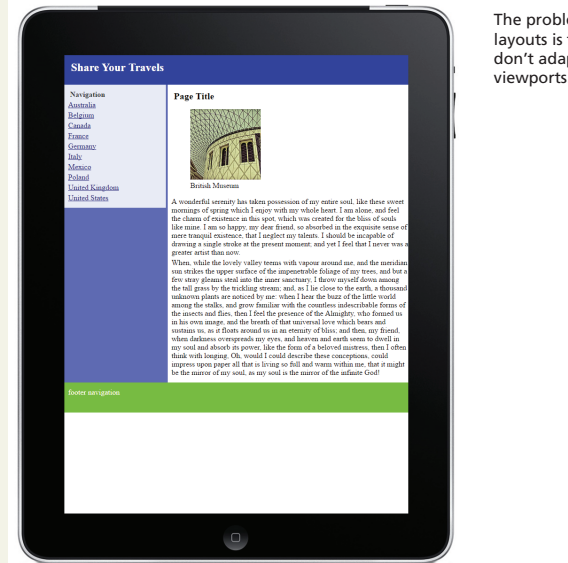 Share Your Travels
Navigation
Australia
Belgium
Canada
France
Germany
Italy
Mexico
Poland
United Kingdom
United States
Page Title
British Museum
A wonderful serenity has taken possession of my entire soul, like these sweet
mornings of spring which I enjoy with my whole heart. I am alone, and feel
the charm of existence in this spot, which was created for the bliss of souls
like mine. I am so happy, my dear friend, so absorbed in the exquisite sense of
mere tranquil existence, that I neglect my talents. I should be incapable of
drawing a single stroke at the present moment; and yet I feel that I never was a
greater artist than now.
When, while the lovely valley teems with vapour around me, and the meridian
sun strikes the upper surface of the impenetrable foliage of my trees, and but a
few stray gleams steal into the inner sanctuary, I throw myself down among
the tall grass by the trickling stream; and, as I lie close to the earth, a thousand
unknown plants are noticed by me: when I hear the buzz of the little world
among the stalks, and grow familiar with the countless indescribable forms of
the insects and flies, then I feel the presence of the Almighty, who formed us
in his own image, and the breath of that universal love which bears and
sustains us, as it floats around us in an eternity of bliss; and then, my friend,
when darkness overspreads my eyes, and heaven and earth seem to dwell in
my soul and absorb its power, like the form of a beloved mistress, then I often
think with longing, Oh, would I could describe these conceptions, could
impress upon paper all that is living so full and warm within me, that it might
be the mirror of my soul, as my soul is the mirror of the infinite God!
footer navigation
The proble
layouts is
don't adap
viewports